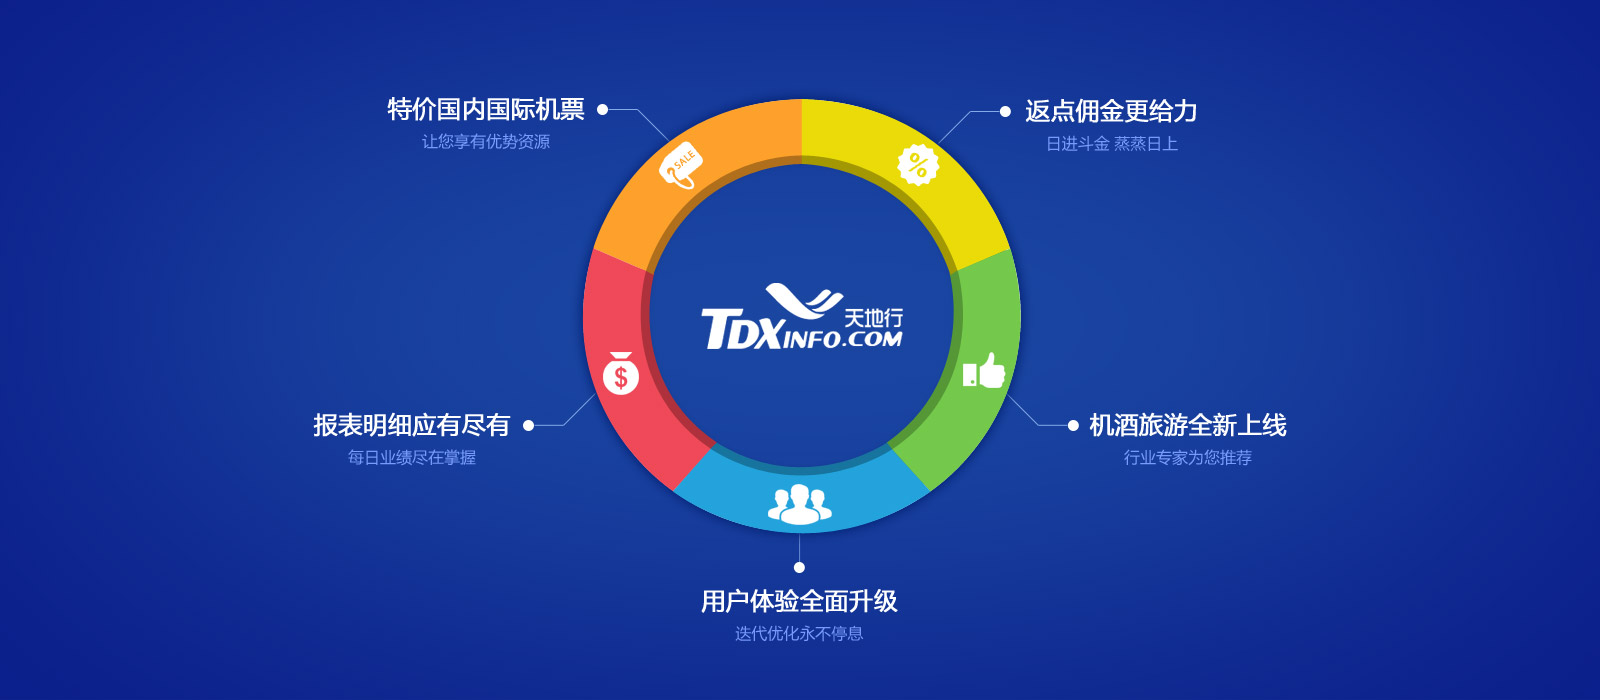 特价国内国际机票
让您享有优势资源
返点佣金更给力
日进斗金 蒸蒸日上
SALE
%
天地行
TDXINFO.COM
$
报表明细应有尽有
每日业绩尽在掌握
机酒旅游全新上线
行业专家为您推荐
用户体验全面升级
迭代优化永不停息